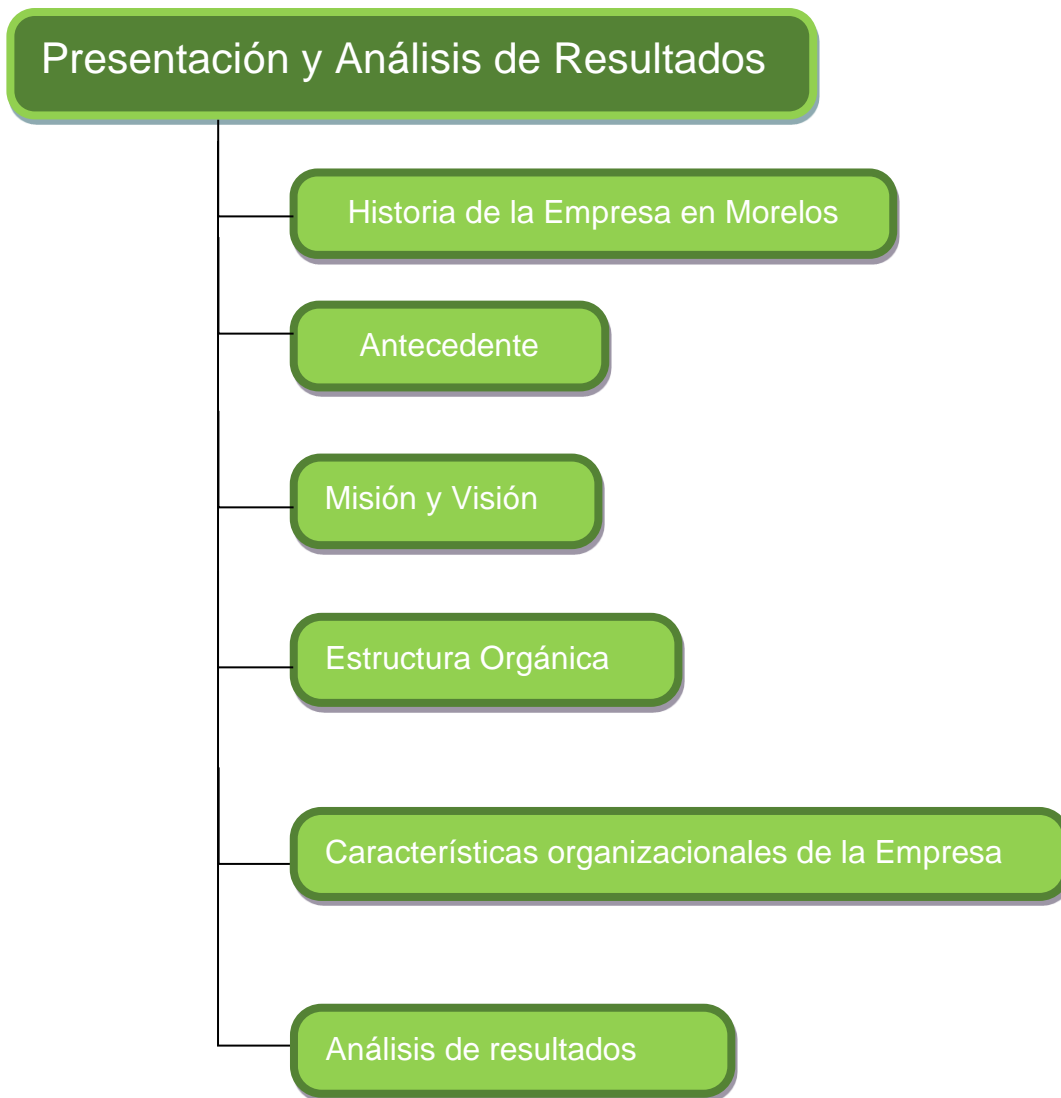 Presentación y Análisis de Resultados
Historia de la Empresa en Morelos
Antecedente
Misión y Visión
Estructura Orgánica
Características organizacionales de la Empresa
Análisis de resultados